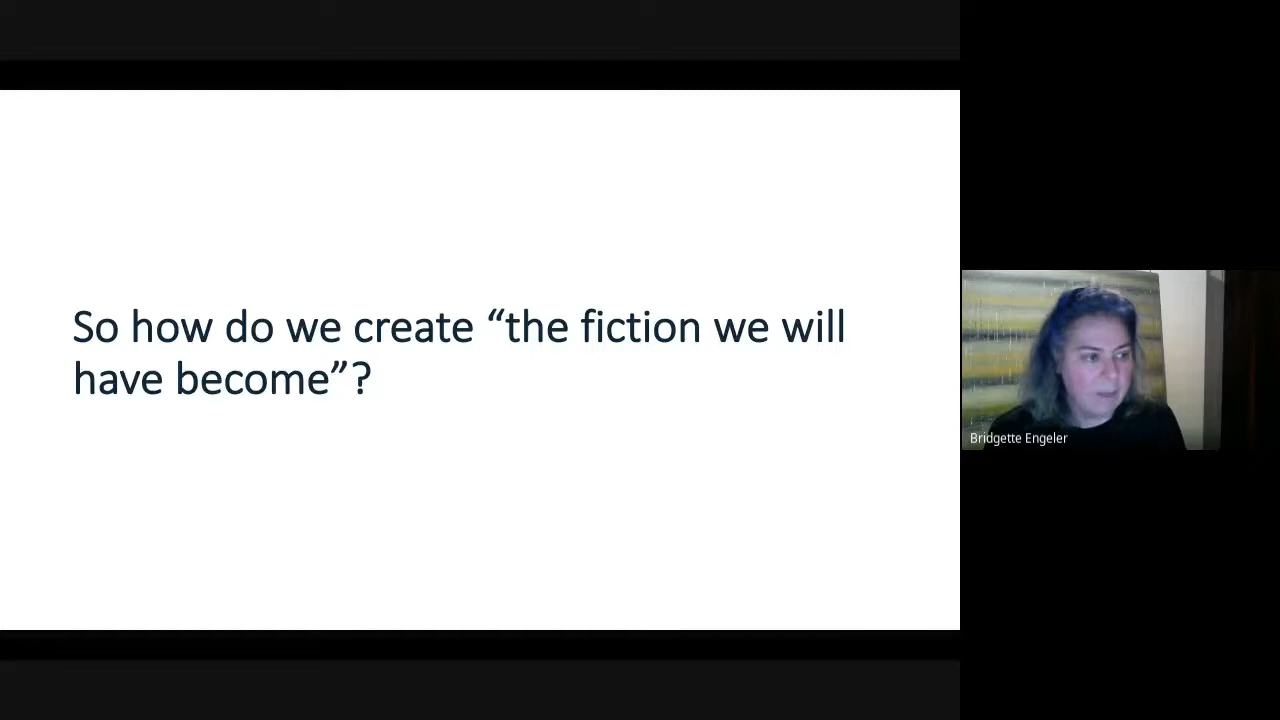 So how do we create “the fiction we will
have become”?
Bridgette Engeler